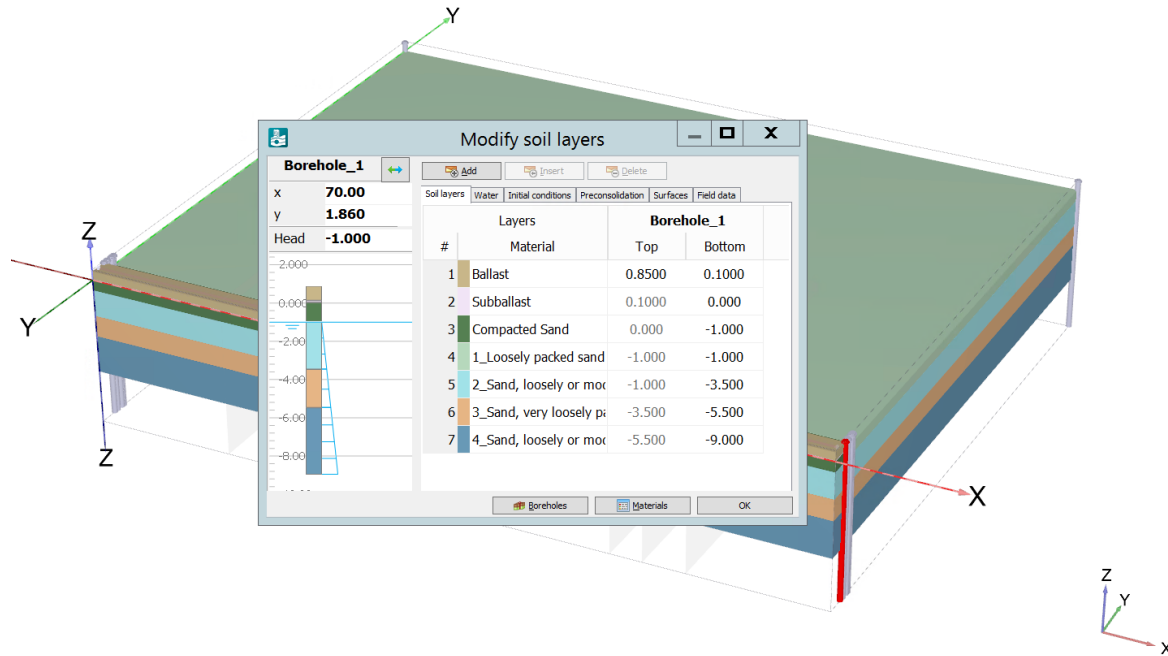 Y
Modify soil layers
Borehole_1
Add
Insert
Delete
x 70.00
y 1.860
Head -1.000
Soil layers Water Initial conditions Preconsolidation Surfaces Field data
Layers Borehole_1
# Material Top Bottom
1 Ballast 0.8500 0.1000
2 Subballast 0.1000 0.000
3 Compacted Sand 0.000 -1.000
4 1_Loosely packed sand -1.000 -1.000
5 2_Sand, loosely or mod -1.000 -3.500
6 3_Sand, very loosely pa -3.500 -5.500
7 4_Sand, loosely or mod -5.500 -9.000
2.000
0.000
-2.00
-4.00
-6.00
-8.00
Boreholes
Materials
OK
Z
Y
Z
X
Z
Y
X